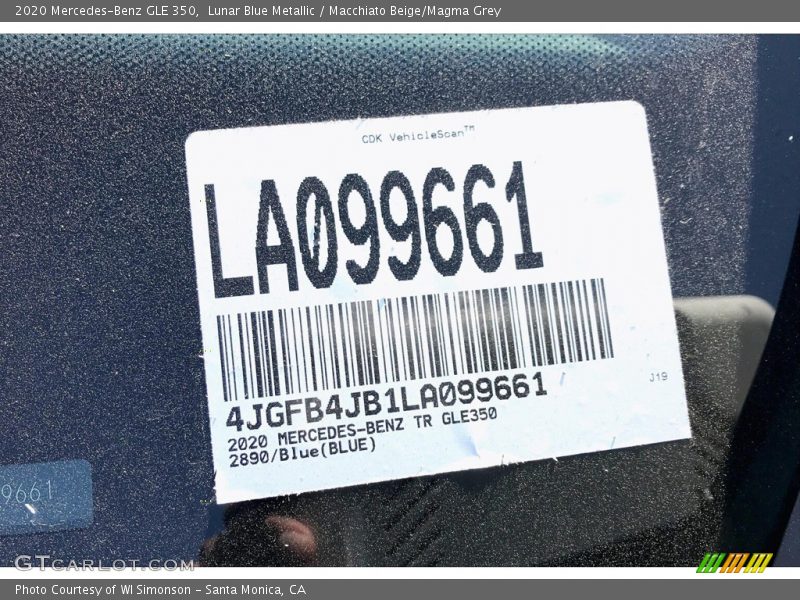 2020 Mercedes-Benz GLE 350,  Lunar Blue Metallic / Macchiato Beige/Magma Grey
CDK VehicleScan™
LA099661
4JGFB4JB1LA099661
2020 MERCEDES-BENZ TR GLE350
2890/Blue(BLUE)
J19
9661
GTcarlot.com
Photo Courtesy of WI Simonson - Santa Monica, CA